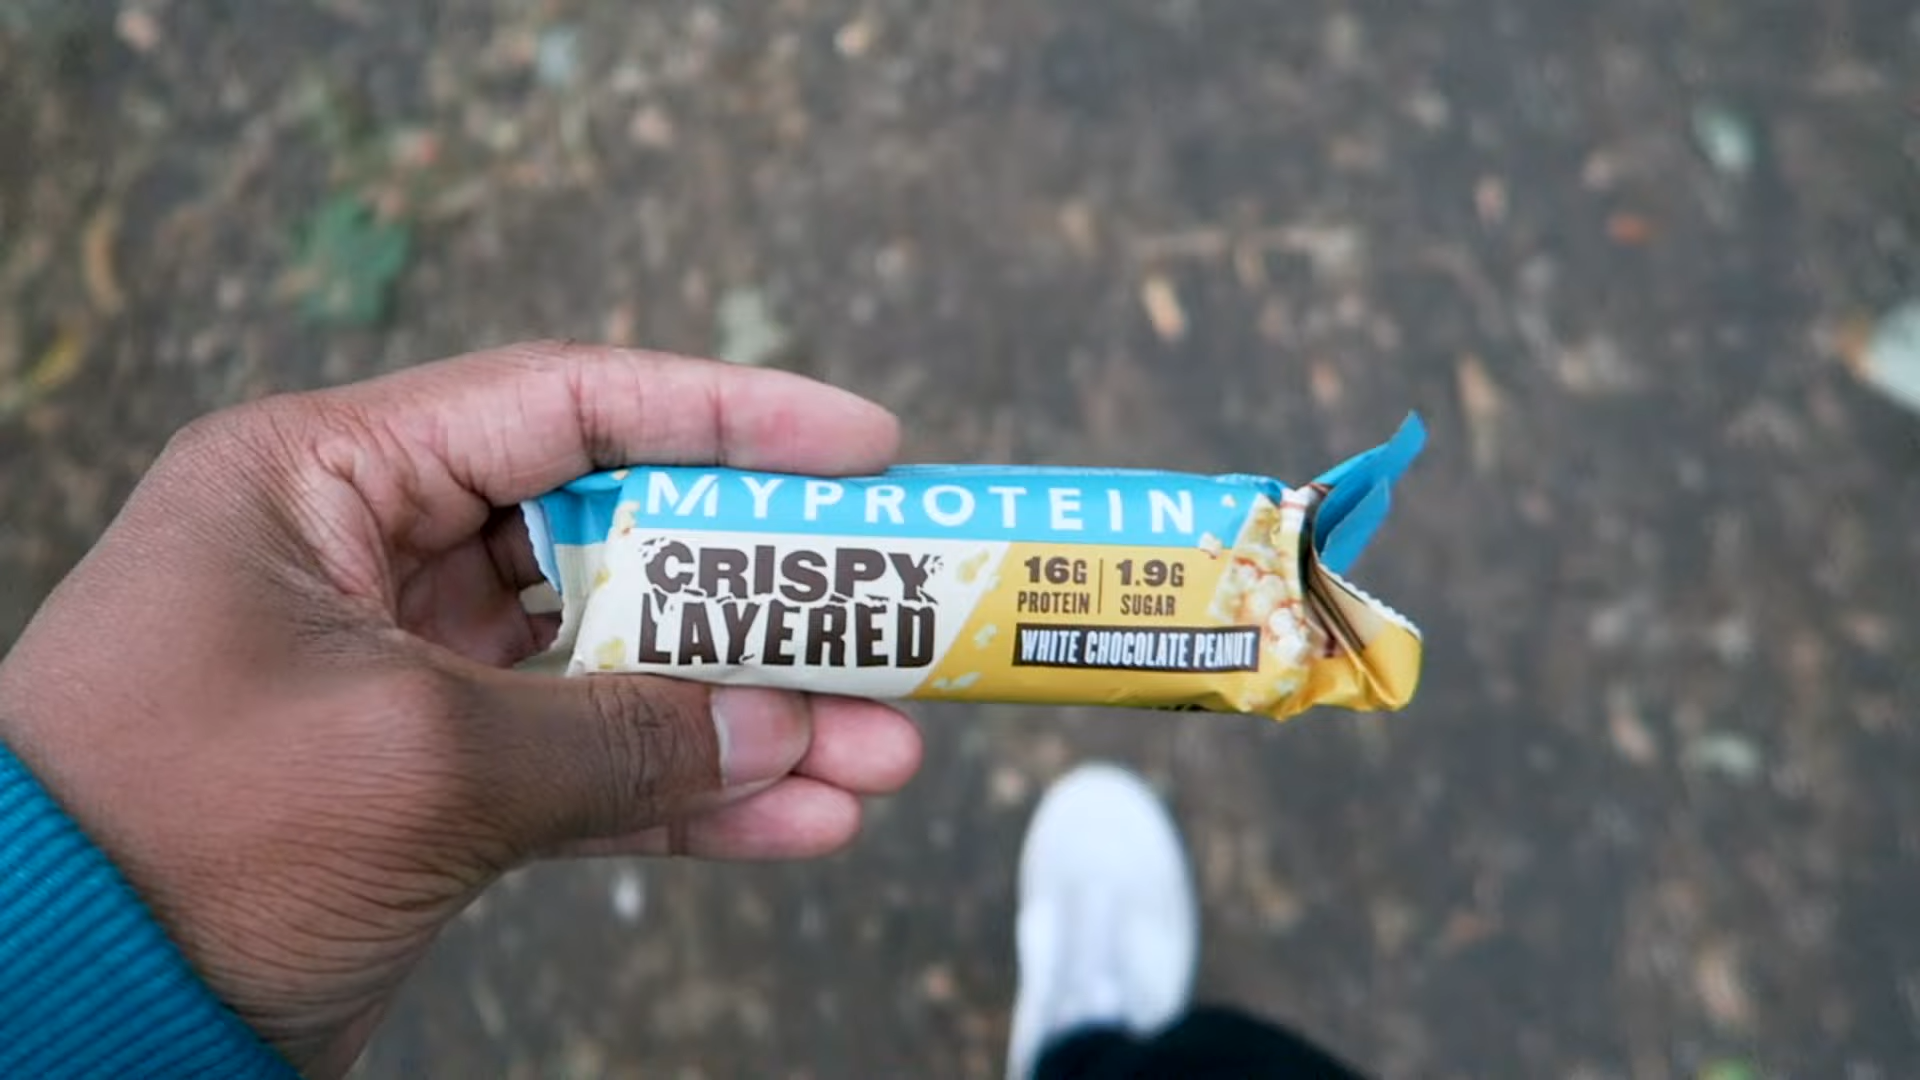 MYPROTEIN
CRISPY
LAYERED
16G
PROTEIN
1.9G
SUGAR
WHITE CHOCOLATE PEANUT